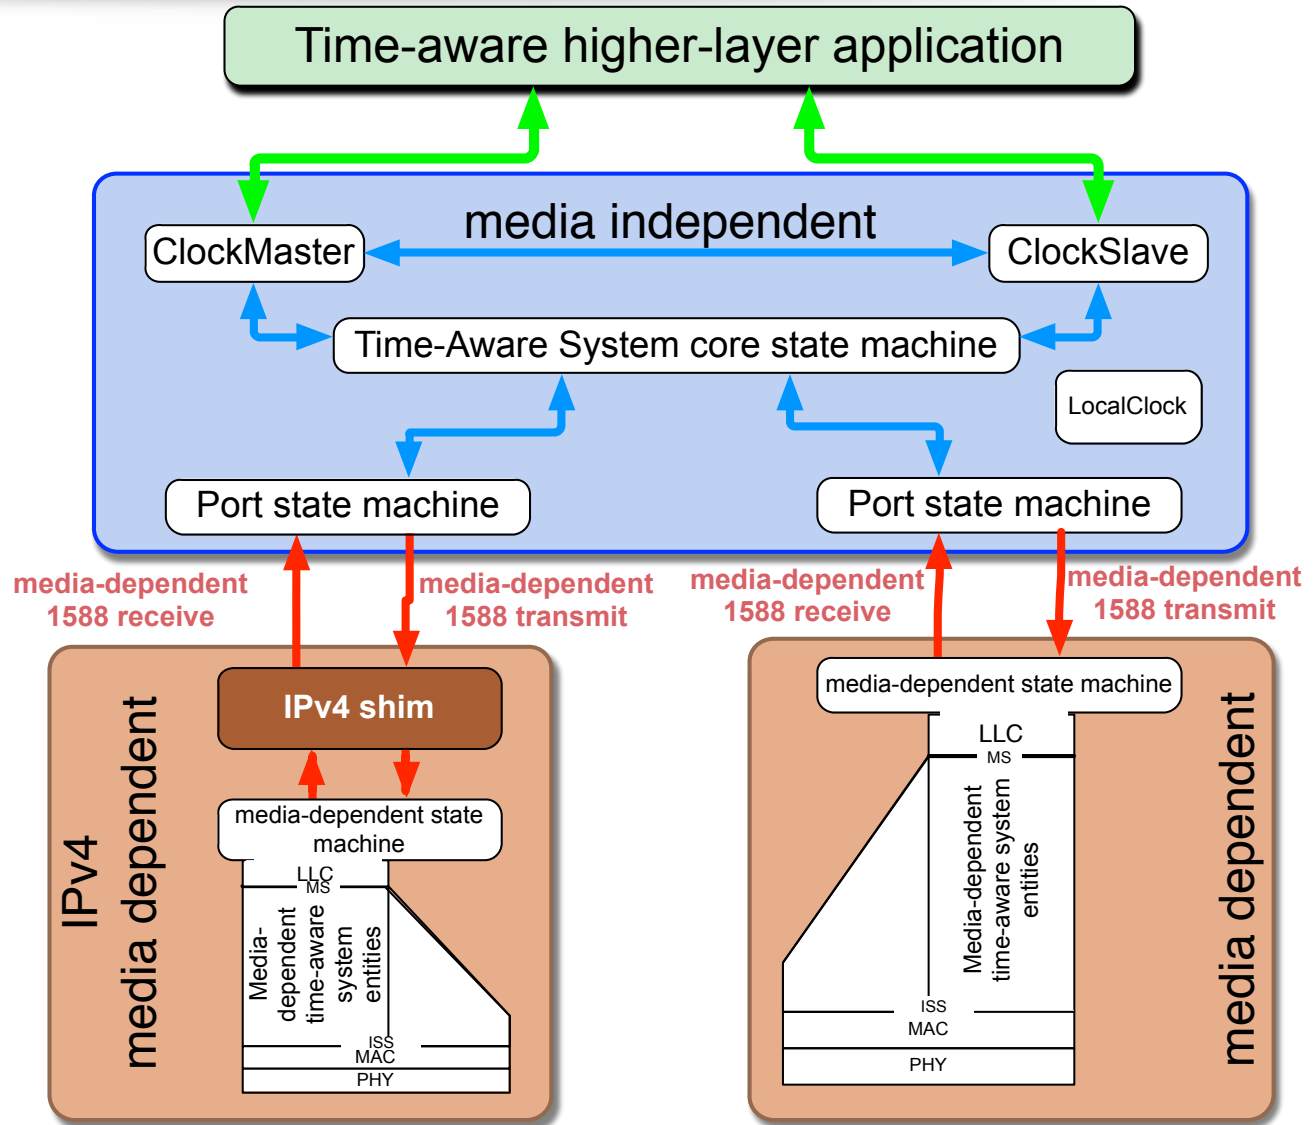 Time-aware higher-layer application
media independent
ClockMaster
ClockSlave
Time-Aware System core state machine
LocalClock
Port state machine
Port state machine
media-dependent
1588 receive
media-dependent
1588 transmit
media-dependent
1588 receive
media-dependent
1588 transmit
IPv4
media dependent
IPv4 shim
media-dependent state
machine
LLC
MS
Media-
dependent
time-aware
system
entities
ISS
MAC
PHY
media-dependent state machine
LLC
MS
Media-dependent
time-aware system
entities
ISS
MAC
PHY
media dependent